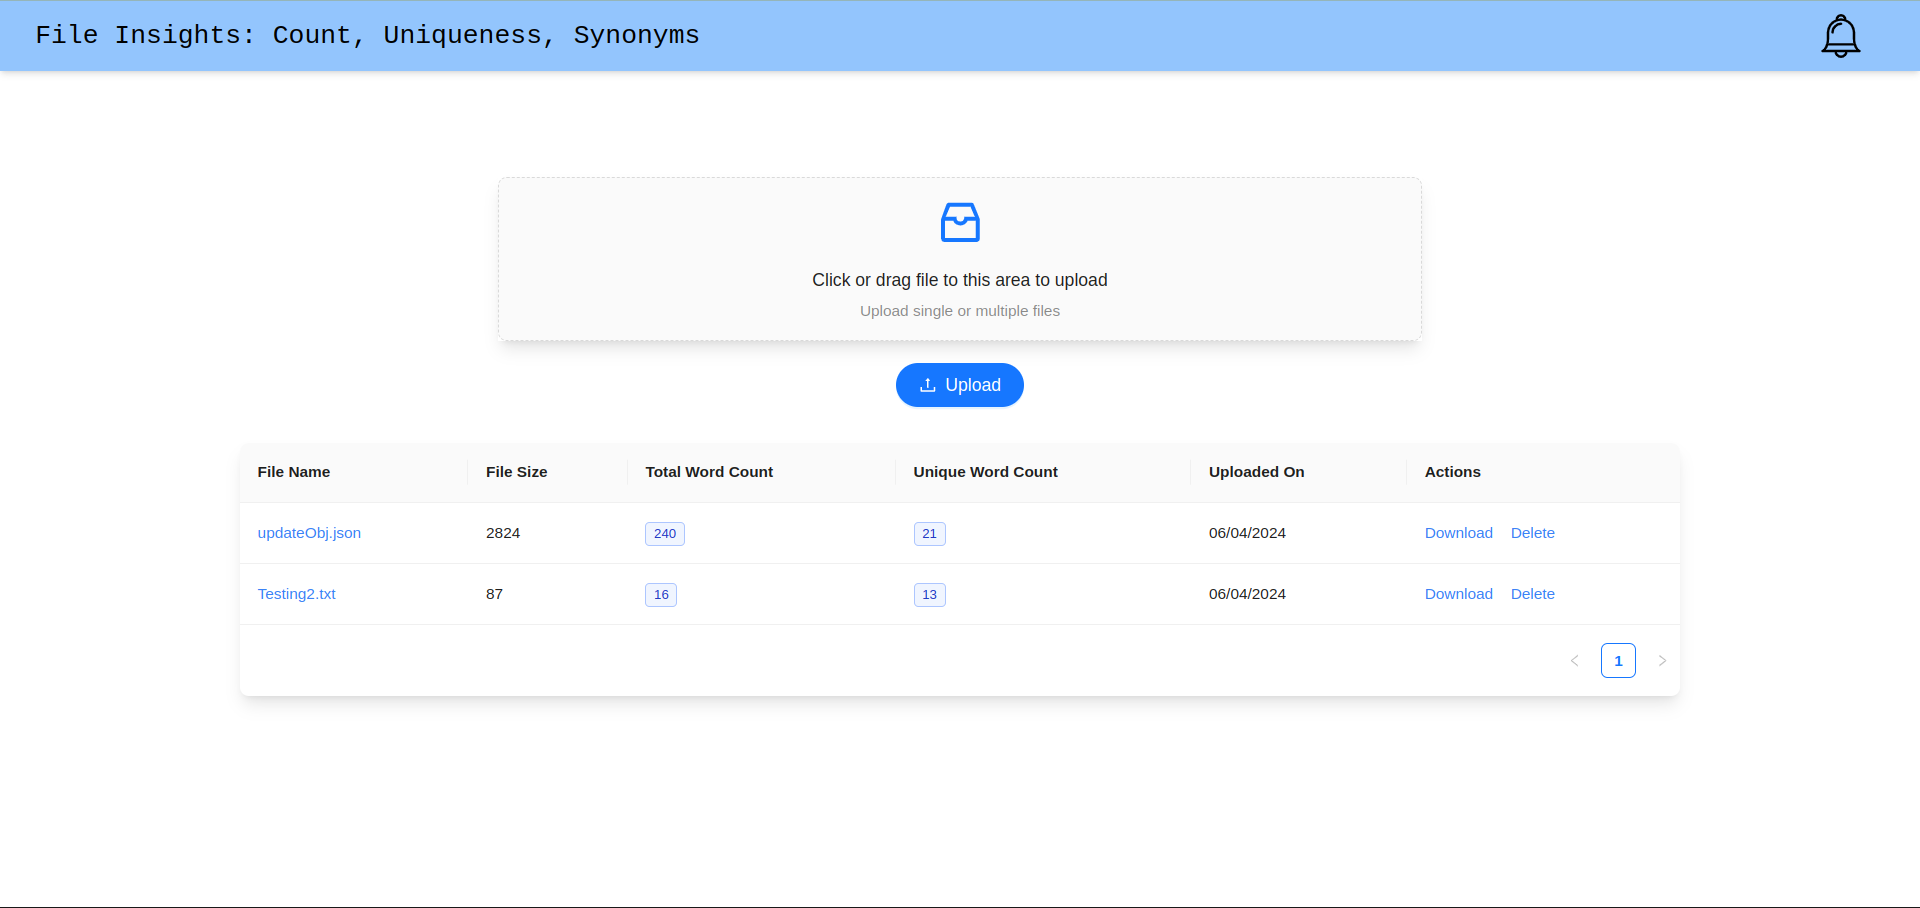 File Insights: Count, Uniqueness, Synonyms
Click or drag file to this area to upload
Upload single or multiple files
Upload
File Name File Size Total Word Count Unique Word Count Uploaded On Actions
updateObj.json 2824 240 21 06/04/2024 Download Delete
Testing2.txt 87 16 13 06/04/2024 Download Delete
1